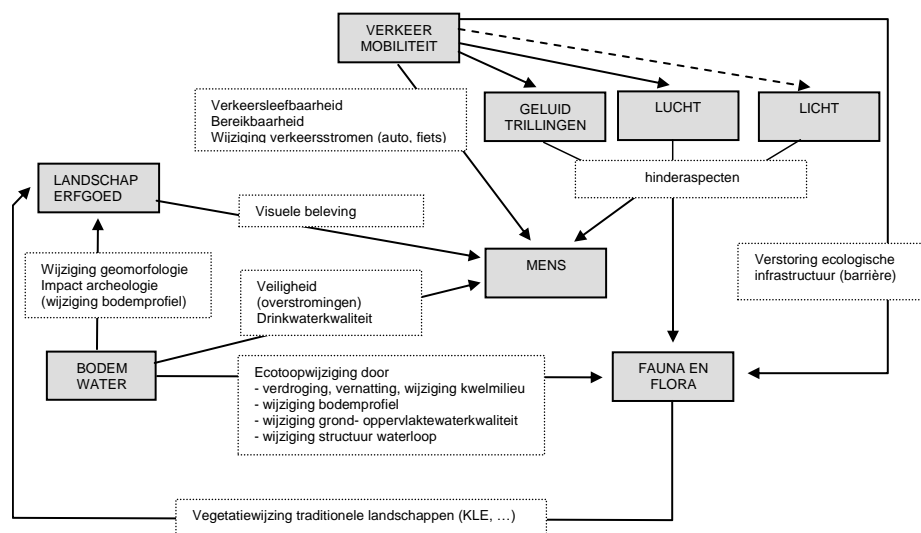 VERKEER
MOBILITEIT
GELUID
TRILLINGEN
LUCHT
LICHT
Verkeersleefbaarheid
Bereikbaarheid
Wijziging verkeersstromen (auto, fiets)
hinderaspecten
LANDSCHAP
ERFGOED
Visuele beleving
MENS
Wijziging geomorfologie
Impact archeologie
(wijziging bodemprofiel)
Veiligheid
(overstromingen)
Drinkwaterkwaliteit
Verstoring ecologische
infrastructuur (barrière)
BODEM
WATER
Ecotoopwijziging door
- verdroging, vernatting, wijziging kwelmilieu
- wijziging bodemprofiel
- wijziging grond- oppervlaktewaterkwaliteit
- wijziging structuur waterloop
FAUNA EN
FLORA
Vegetatiewijzing traditionele landschappen (KLE, …)